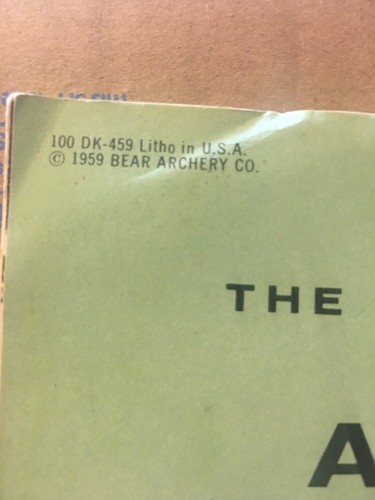 100 DK-459 Litho in U.S.A.
© 1959 BEAR ARCHERY CO.
THE
A